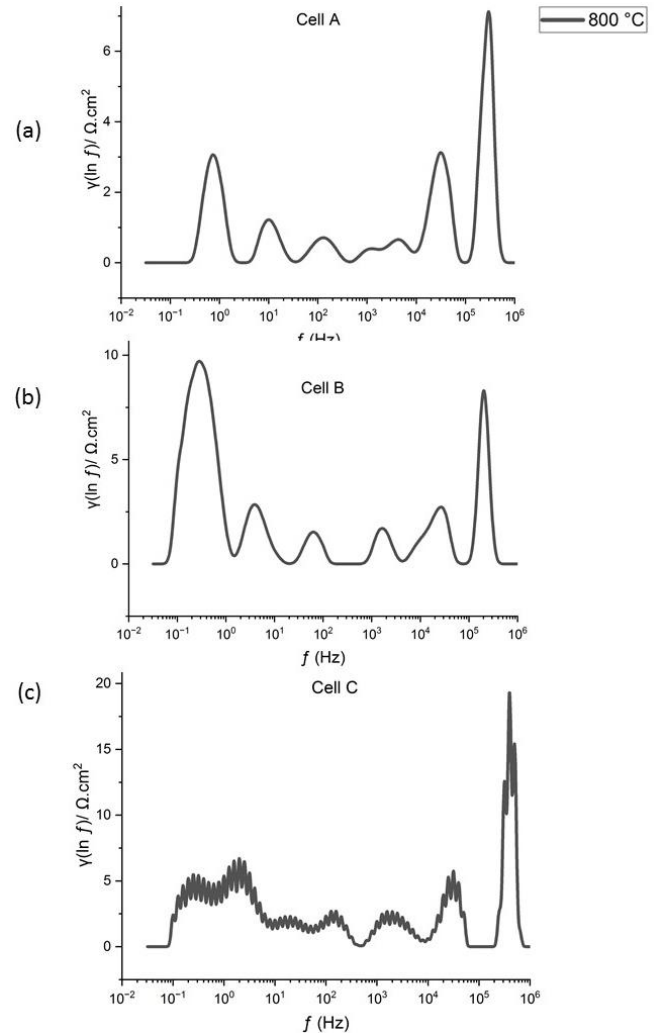 Cell A
800 °C
(a)
γ(ln ƒ)/ Ω.cm²
6
4
2
0
10⁻² 10⁻¹ 10⁰ 10¹ 10² 10³ 10⁴ 10⁵ 10⁶
ƒ (Hz)
(b)
Cell B
γ(ln ƒ)/ Ω.cm²
10
5
0
10⁻² 10⁻¹ 10⁰ 10¹ 10² 10³ 10⁴ 10⁵ 10⁶
ƒ (Hz)
(c)
Cell C
γ(ln ƒ)/ Ω.cm²
20
15
10
5
0
10⁻² 10⁻¹ 10⁰ 10¹ 10² 10³ 10⁴ 10⁵ 10⁶
ƒ (Hz)